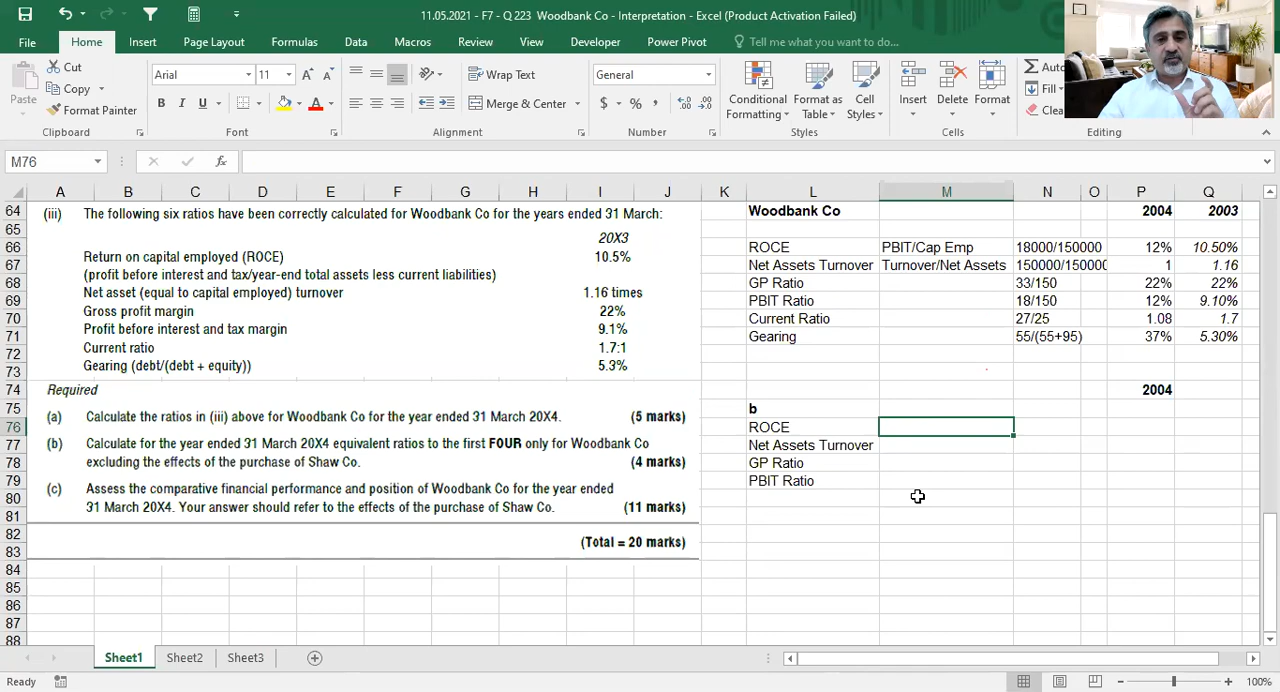 11.05.2021 - F7 - Q 223 Woodbank Co - Interpretation - Excel (Product Activation Failed)
File Home Insert Page Layout Formulas Data Macros Review View Developer Power Pivot Tell me what you want to do...
Paste Cut Copy Format Painter Clipboard
Arial 11 A A B I U A Font
Wrap Text Merge & Center Alignment
General $ % , Number
Conditional Formatting Format as Table Cell Styles Styles
Insert Delete Format Cells
Auto Fill Clea Editing
M76 fx
A B C D E F G H I J K L M N O P Q
64 (iii) The following six ratios have been correctly calculated for Woodbank Co for the years ended 31 March: Woodbank Co 2004 2003
65 20X3
66 Return on capital employed (ROCE) 10.5% ROCE PBIT/Cap Emp 18000/150000 12% 10.50%
67 (profit before interest and tax/year-end total assets less current liabilities) Net Assets Turnover Turnover/Net Assets 150000/150000 1 1.16
68 Net asset (equal to capital employed) turnover 1.16 times GP Ratio 33/150 22% 22%
69 Gross profit margin 22% PBIT Ratio 18/150 12% 9.10%
70 Profit before interest and tax margin 9.1% Current Ratio 27/25 1.08 1.7
71 Current ratio 1.7:1 Gearing 55/(55+95) 37% 5.30%
72 Gearing (debt/(debt + equity)) 5.3%
73
74 Required 2004
75 (a) Calculate the ratios in (iii) above for Woodbank Co for the year ended 31 March 20X4. (5 marks) b
76 ROCE
77 (b) Calculate for the year ended 31 March 20X4 equivalent ratios to the first FOUR only for Woodbank Co Net Assets Turnover
78 excluding the effects of the purchase of Shaw Co. (4 marks) GP Ratio
79 PBIT Ratio
80 (c) Assess the comparative financial performance and position of Woodbank Co for the year ended
81 31 March 20X4. Your answer should refer to the effects of the purchase of Shaw Co. (11 marks)
82 (Total = 20 marks)
83
84
85
86
87
88
Sheet1 Sheet2 Sheet3
Ready 100%